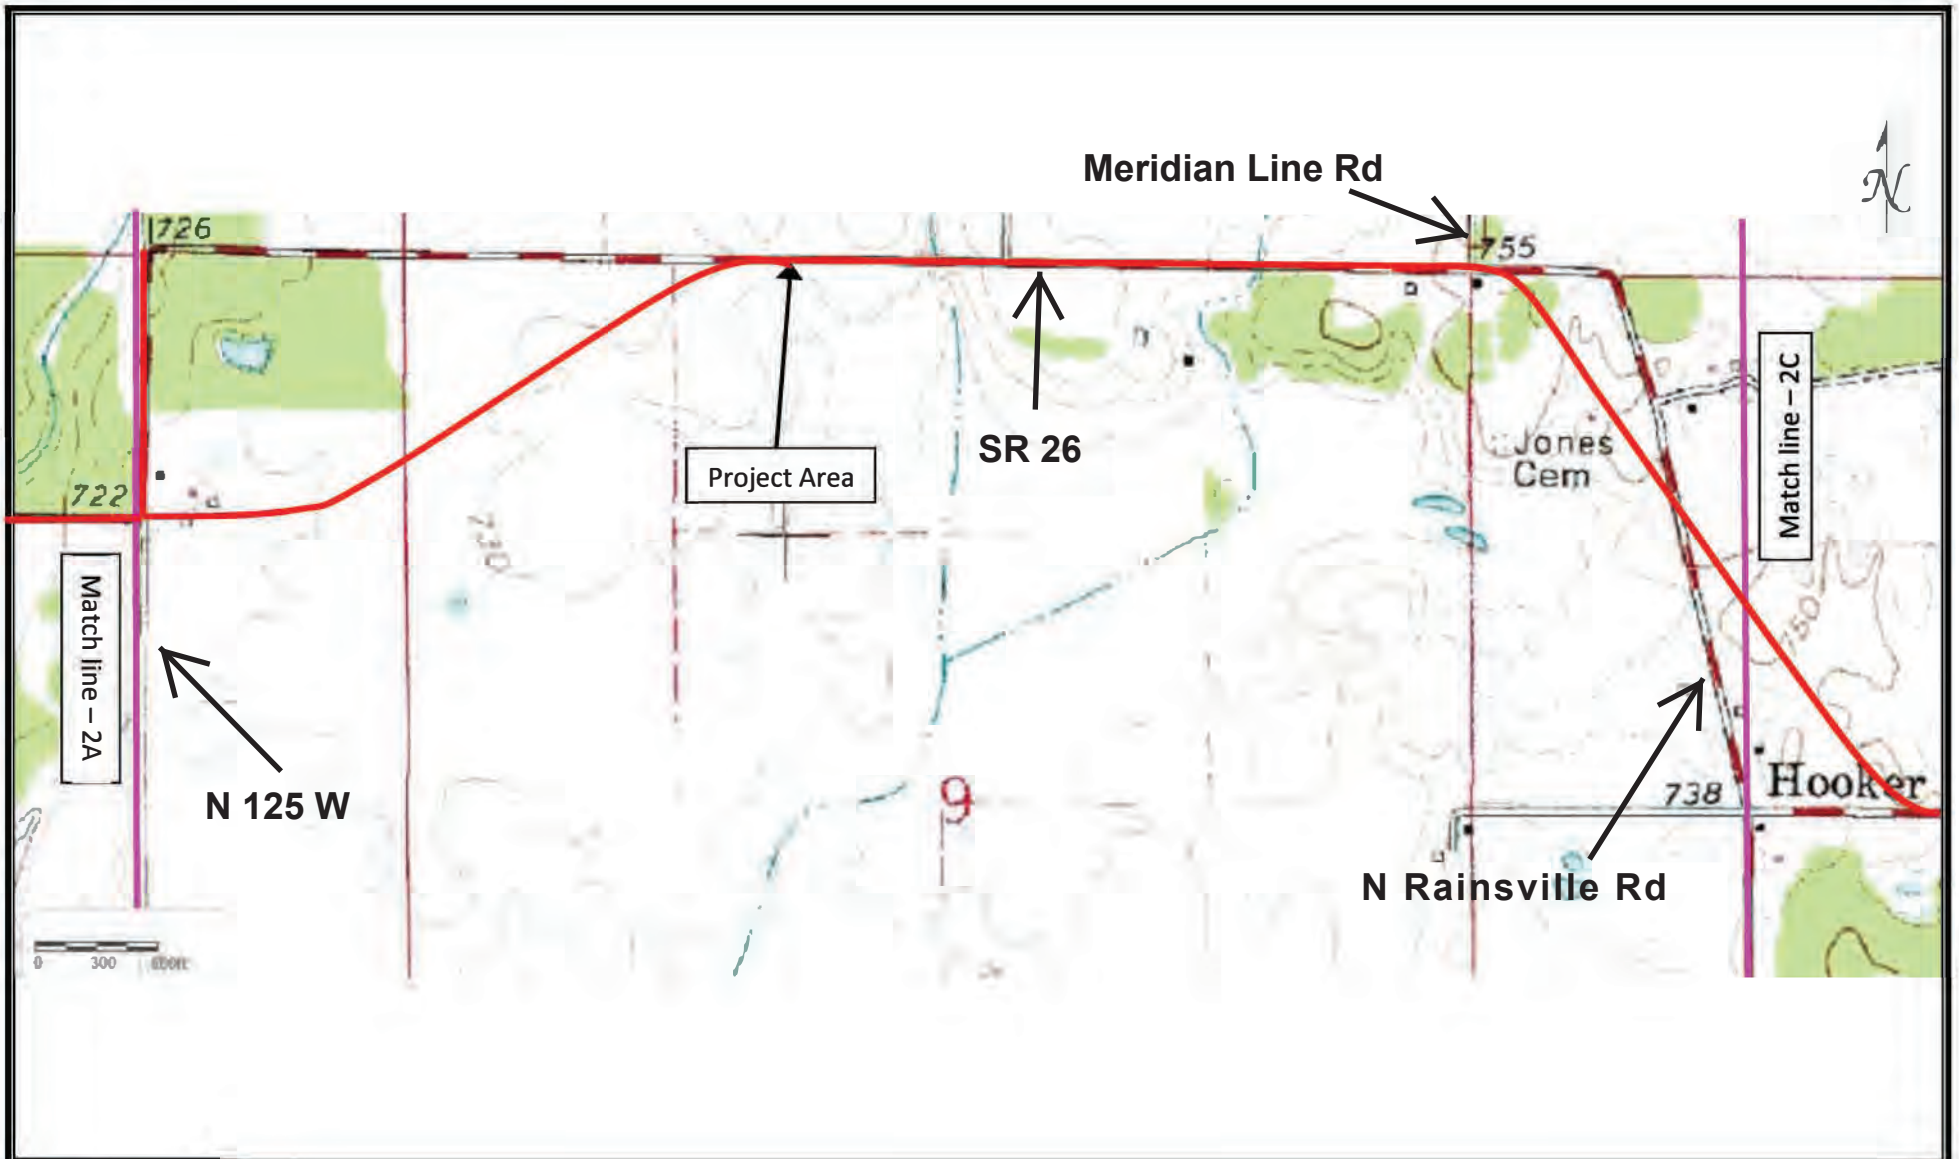 N
Meridian Line Rd
726
755
SR 26
Jones
Cem
Project Area
722
730
Match line – 2C
Match line – 2A
750
N 125 W
9
738
Hooker
N Rainsville Rd
0 300 600ft